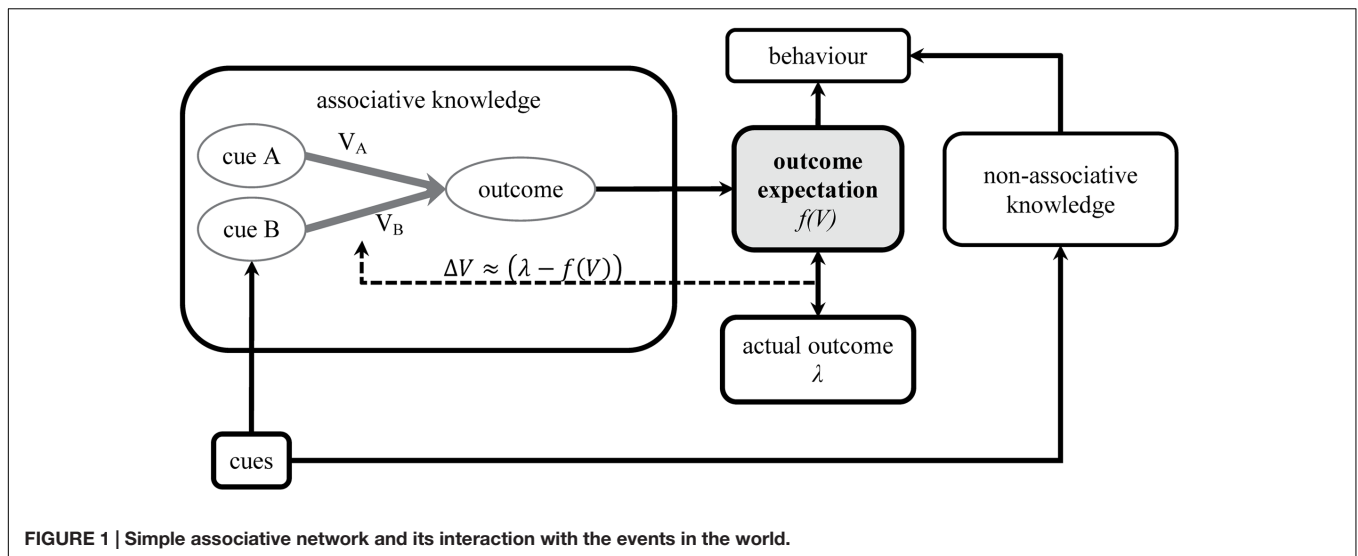 behaviour
associative knowledge
cue A
V_A
cue B
V_B
outcome
outcome
expectation
f(V)
non-associative
knowledge
ΔV ≈ (λ − f(V))
actual outcome
λ
cues
FIGURE 1 | Simple associative network and its interaction with the events in the world.